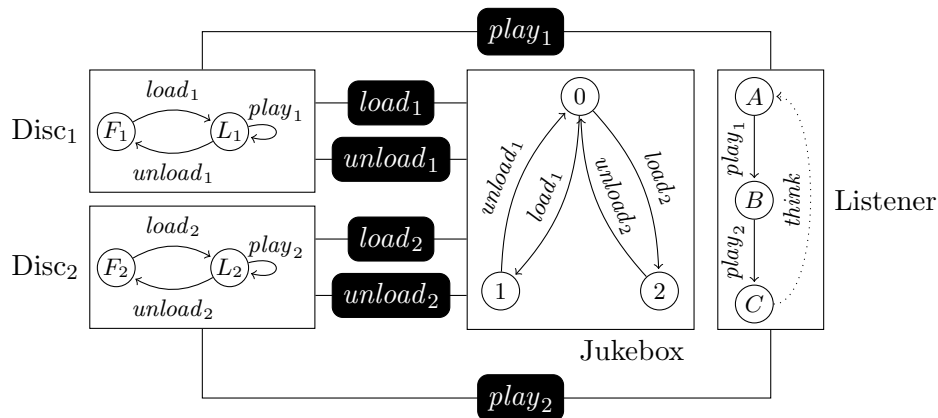 play₁
Disc₁
load₁
F₁ L₁ play₁
unload₁
load₁
unload₁
Disc₂
load₂
F₂ L₂ play₂
unload₂
load₂
unload₂
0
unload₁ load₁ unload₂ load₂
1 2
Jukebox
A
play₁
B
play₂
C
think
Listener
play₂